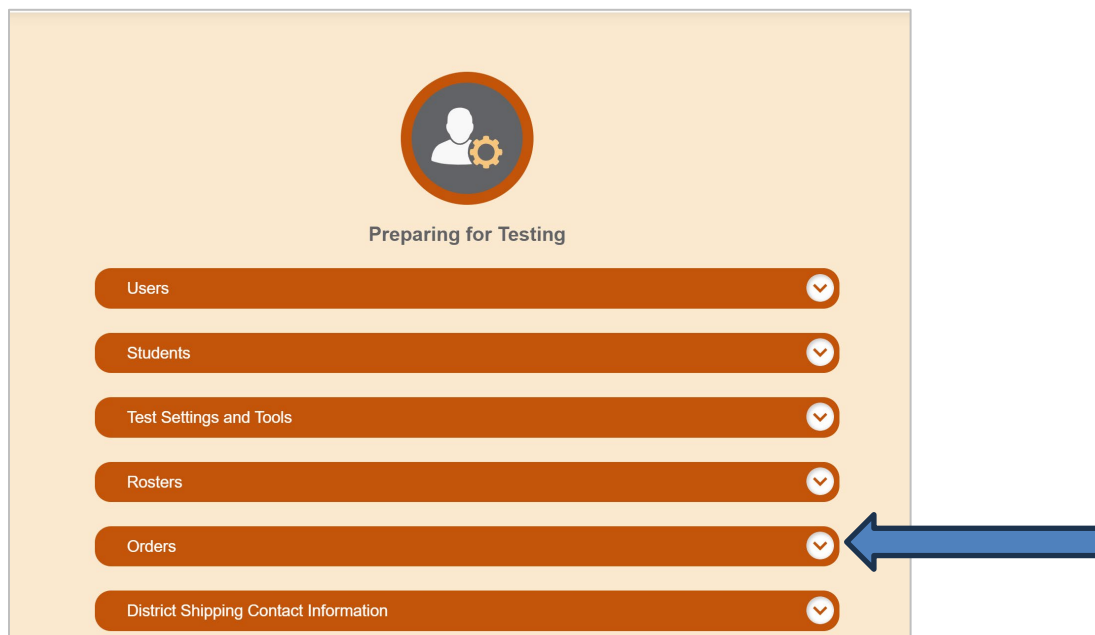 Preparing for Testing
Users
Students
Test Settings and Tools
Rosters
Orders
District Shipping Contact Information